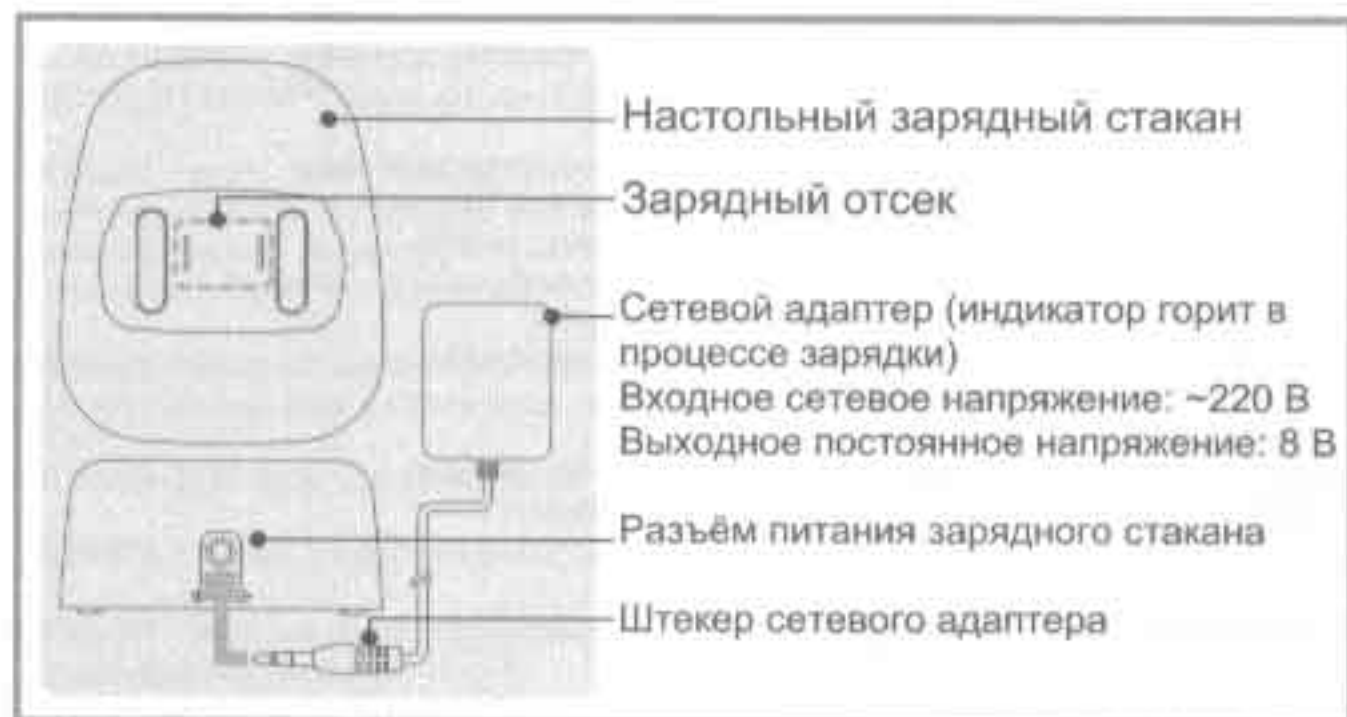 Настольный зарядный стакан
Зарядный отсек
Сетевой адаптер (индикатор горит в
процессе зарядки)
Входное сетевое напряжение: ~220 В
Выходное постоянное напряжение: 8 В
Разъём питания зарядного стакана
Штекер сетевого адаптера